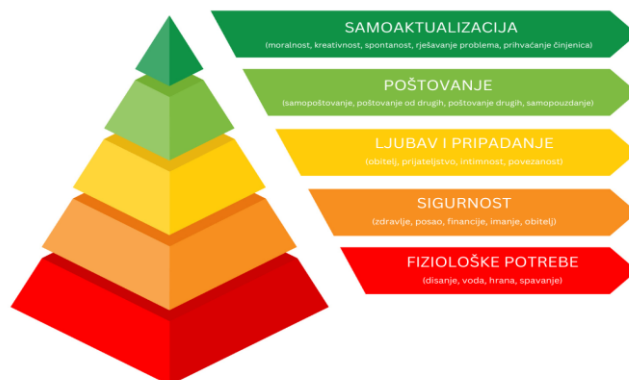 SAMOAKTUALIZACIJA
(moralnost, kreativnost, spontanost, rješavanje problema, prihvaćanje činjenica)
POŠTOVANJE
(samopoštovanje, poštovanje od drugih, poštovanje drugih, samopouzdanje)
LJUBAV I PRIPADANJE
(obitelj, prijateljstvo, intimnost, povezanost)
SIGURNOST
(zdravlje, posao, financije, imanje, obitelj)
FIZIOLOŠKE POTREBE
(disanje, voda, hrana, spavanje)